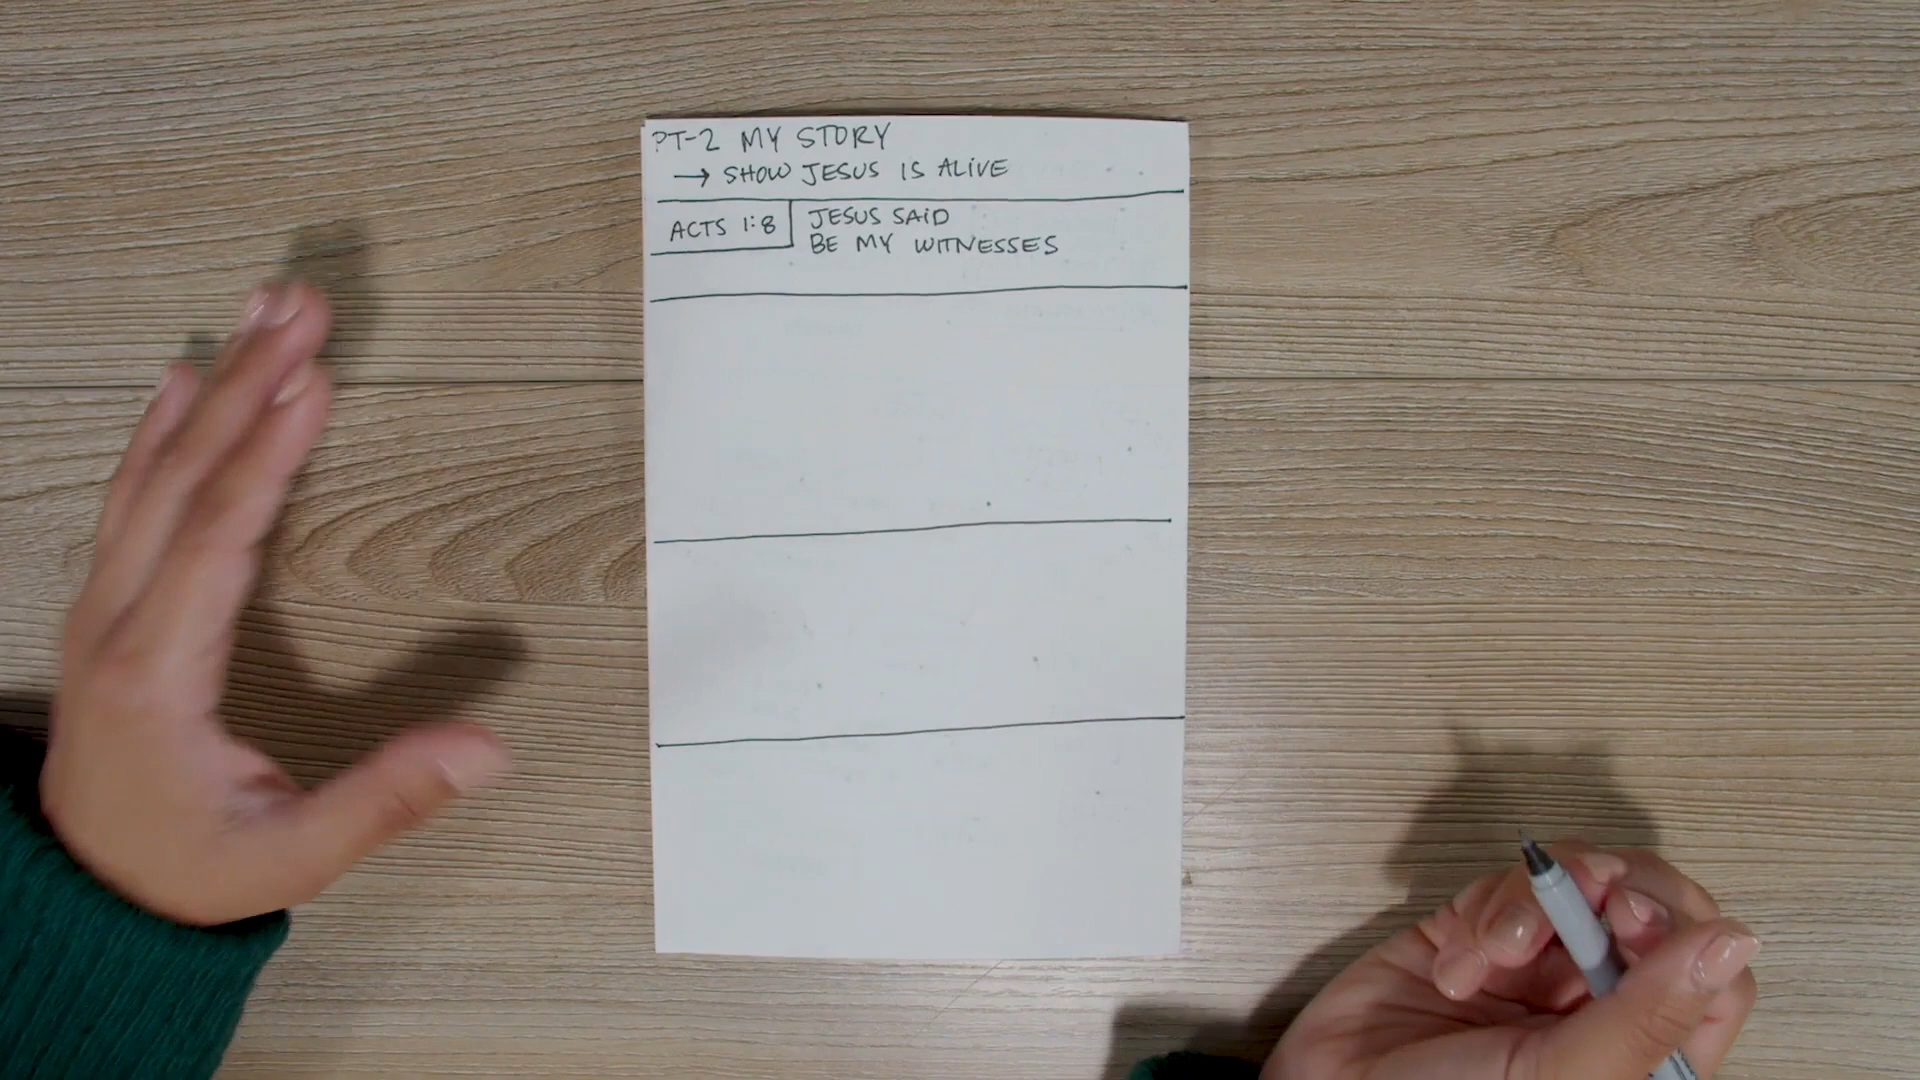 PT-2 MY STORY
→ SHOW JESUS IS ALIVE
ACTS 1:8
JESUS SAID
BE MY WITNESSES